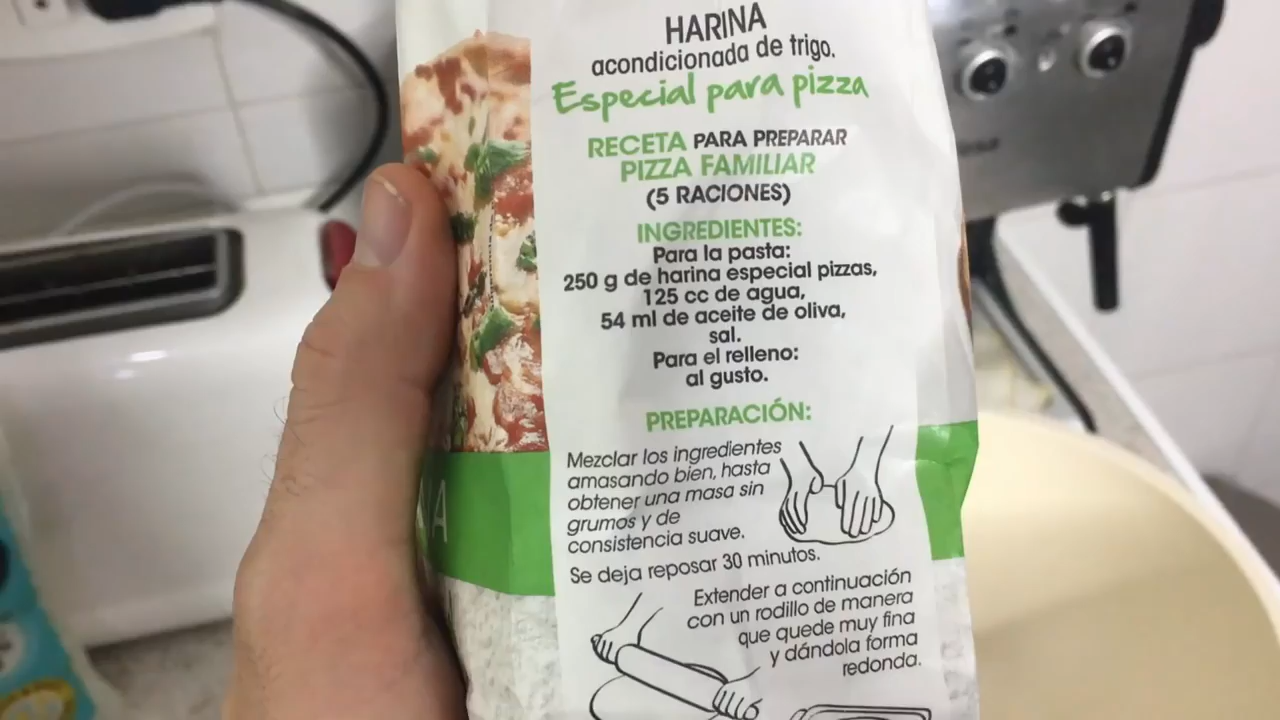 HARINA
acondicionada de trigo.
Especial para pizza
RECETA PARA PREPARAR
PIZZA FAMILIAR
(5 RACIONES)
INGREDIENTES:
Para la pasta:
250 g de harina especial pizzas,
125 cc de agua,
54 ml de aceite de oliva,
sal.
Para el relleno:
al gusto.
PREPARACIÓN:
Mezclar los ingredientes
amasando bien, hasta
obtener una masa sin
grumos y de
consistencia suave.
Se deja reposar 30 minutos.
Extender a continuación
con un rodillo de manera
que quede muy fina
y dándola forma
redonda.